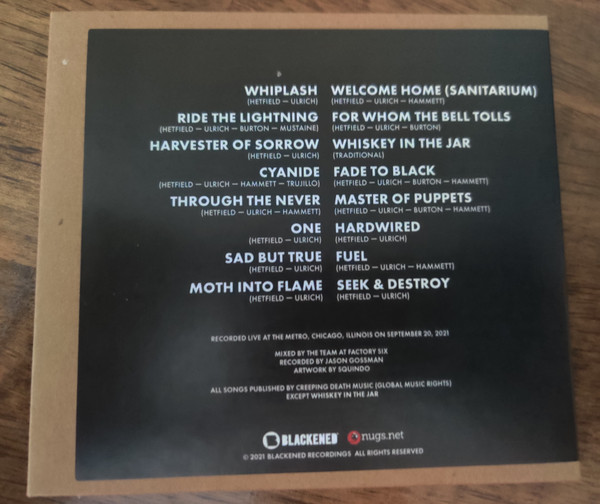 WHIPLASH
(HETFIELD — ULRICH)
RIDE THE LIGHTNING
(HETFIELD — ULRICH — BURTON — MUSTAINE)
HARVESTER OF SORROW
(HETFIELD — ULRICH)
CYANIDE
(HETFIELD — ULRICH — HAMMETT — TRUJILLO)
THROUGH THE NEVER
(HETFIELD — ULRICH — HAMMETT)
ONE
(HETFIELD — ULRICH)
SAD BUT TRUE
(HETFIELD — ULRICH)
MOTH INTO FLAME
(HETFIELD — ULRICH)
WELCOME HOME (SANITARIUM)
(HETFIELD — ULRICH — HAMMETT)
FOR WHOM THE BELL TOLLS
(HETFIELD — ULRICH — BURTON)
WHISKEY IN THE JAR
(TRADITIONAL)
FADE TO BLACK
(HETFIELD — ULRICH — BURTON — HAMMETT)
MASTER OF PUPPETS
(HETFIELD — ULRICH — BURTON — HAMMETT)
HARDWIRED
(HETFIELD — ULRICH)
FUEL
(HETFIELD — ULRICH — HAMMETT)
SEEK & DESTROY
(HETFIELD — ULRICH)
RECORDED LIVE AT THE METRO, CHICAGO, ILLINOIS ON SEPTEMBER 20, 2021
MIXED BY THE TEAM AT FACTORY SIX
RECORDED BY JASON GOSSMAN
ARTWORK BY SQUINDO
ALL SONGS PUBLISHED BY CREEPING DEATH MUSIC (GLOBAL MUSIC RIGHTS)
EXCEPT WHISKEY IN THE JAR
BLACKENED nugs.net
© 2021 BLACKENED RECORDINGS ALL RIGHTS RESERVED